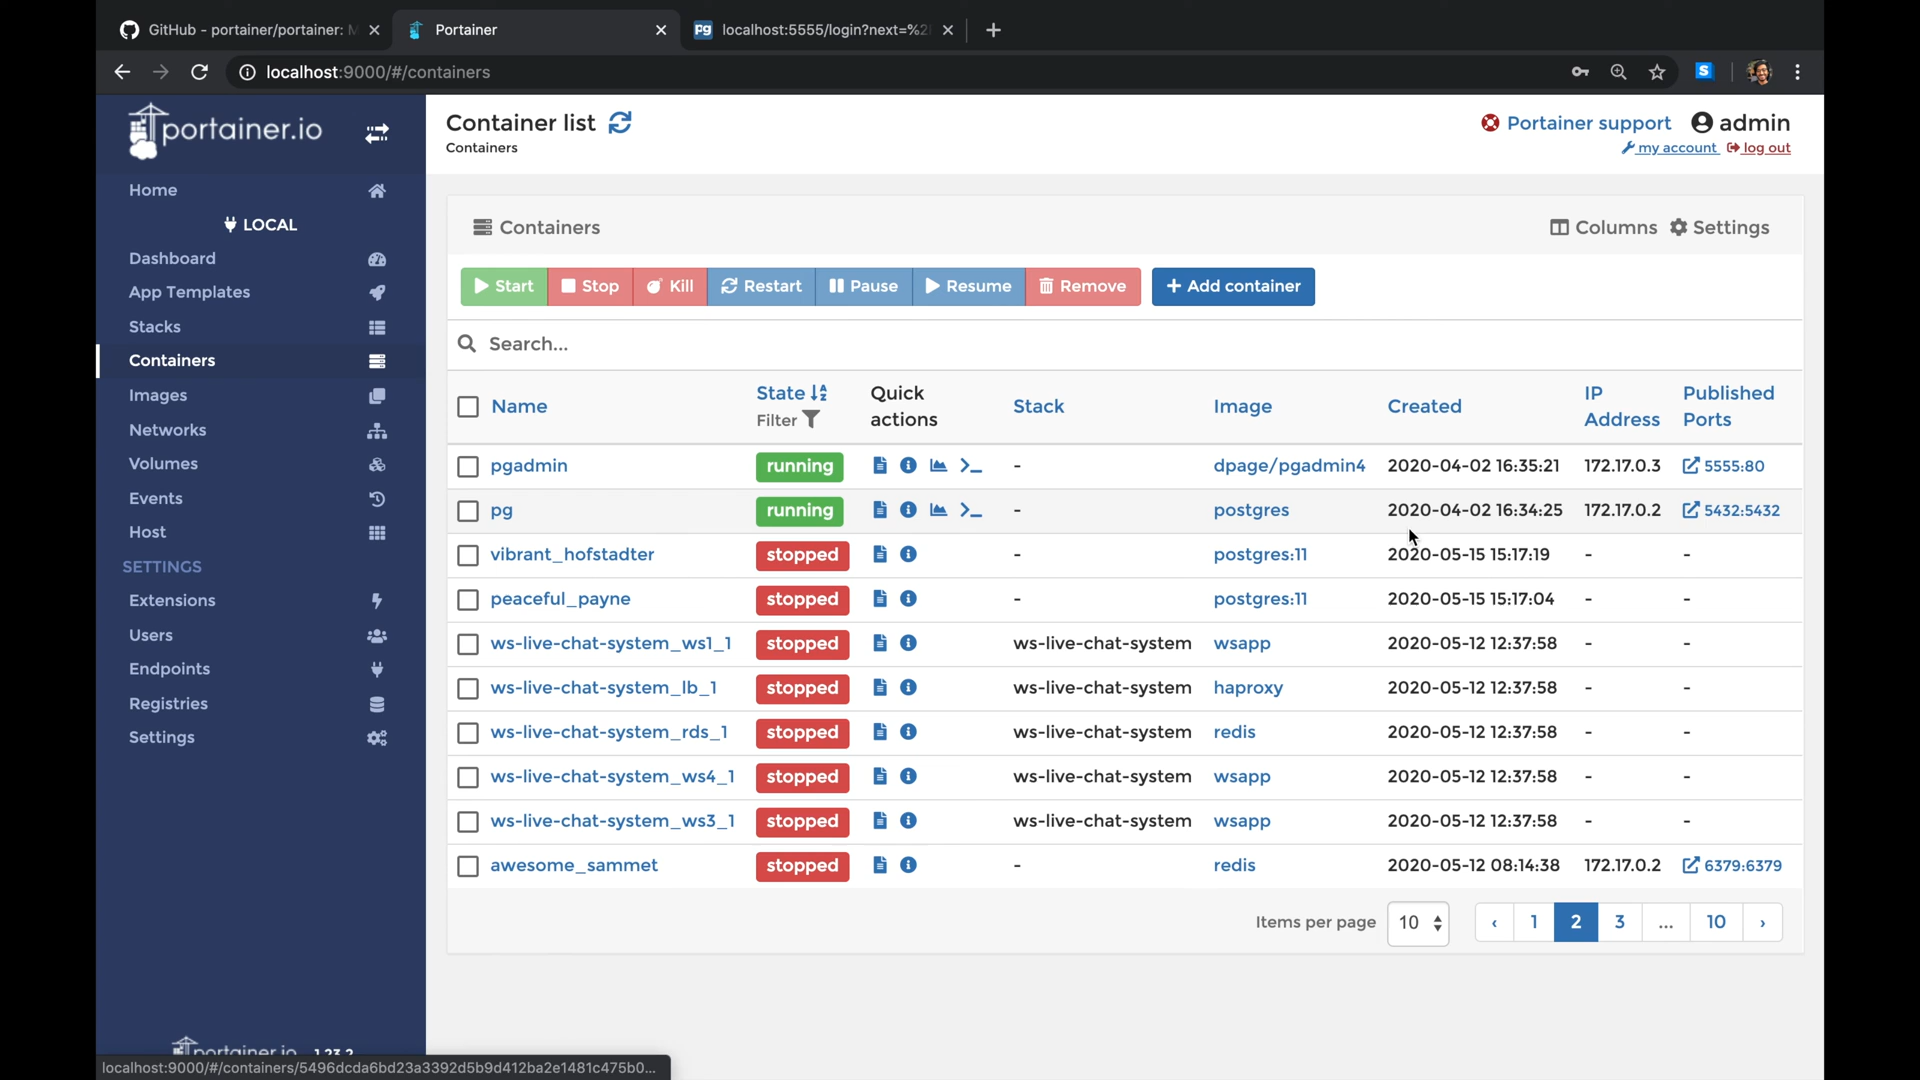 GitHub - portainer/portainer: M
Portainer
localhost:5555/login?next=%2
localhost:9000/#/containers
portainer.io
Home
LOCAL
Dashboard
App Templates
Stacks
Containers
Images
Networks
Volumes
Events
Host
SETTINGS
Extensions
Users
Endpoints
Registries
Settings
portainer.io 1.23.2
Container list
Containers
Portainer support admin
my account log out
Containers
Columns Settings
Start Stop Kill Restart Pause Resume Remove + Add container
Search...
Name State Filter Quick actions Stack Image Created IP Address Published Ports
pgadmin running - dpage/pgadmin4 2020-04-02 16:35:21 172.17.0.3 5555:80
pg running - postgres 2020-04-02 16:34:25 172.17.0.2 5432:5432
vibrant_hofstadter stopped - postgres:11 2020-05-15 15:17:19 - -
peaceful_payne stopped - postgres:11 2020-05-15 15:17:04 - -
ws-live-chat-system_ws1_1 stopped ws-live-chat-system wsapp 2020-05-12 12:37:58 - -
ws-live-chat-system_lb_1 stopped ws-live-chat-system haproxy 2020-05-12 12:37:58 - -
ws-live-chat-system_rds_1 stopped ws-live-chat-system redis 2020-05-12 12:37:58 - -
ws-live-chat-system_ws4_1 stopped ws-live-chat-system wsapp 2020-05-12 12:37:58 - -
ws-live-chat-system_ws3_1 stopped ws-live-chat-system wsapp 2020-05-12 12:37:58 - -
awesome_sammet stopped - redis 2020-05-12 08:14:38 172.17.0.2 6379:6379
Items per page 10 ‹ 1 2 3 ... 10 ›
localhost:9000/#/containers/5496dcda6bd23a3392d5b9d412ba2e1481c475b0...